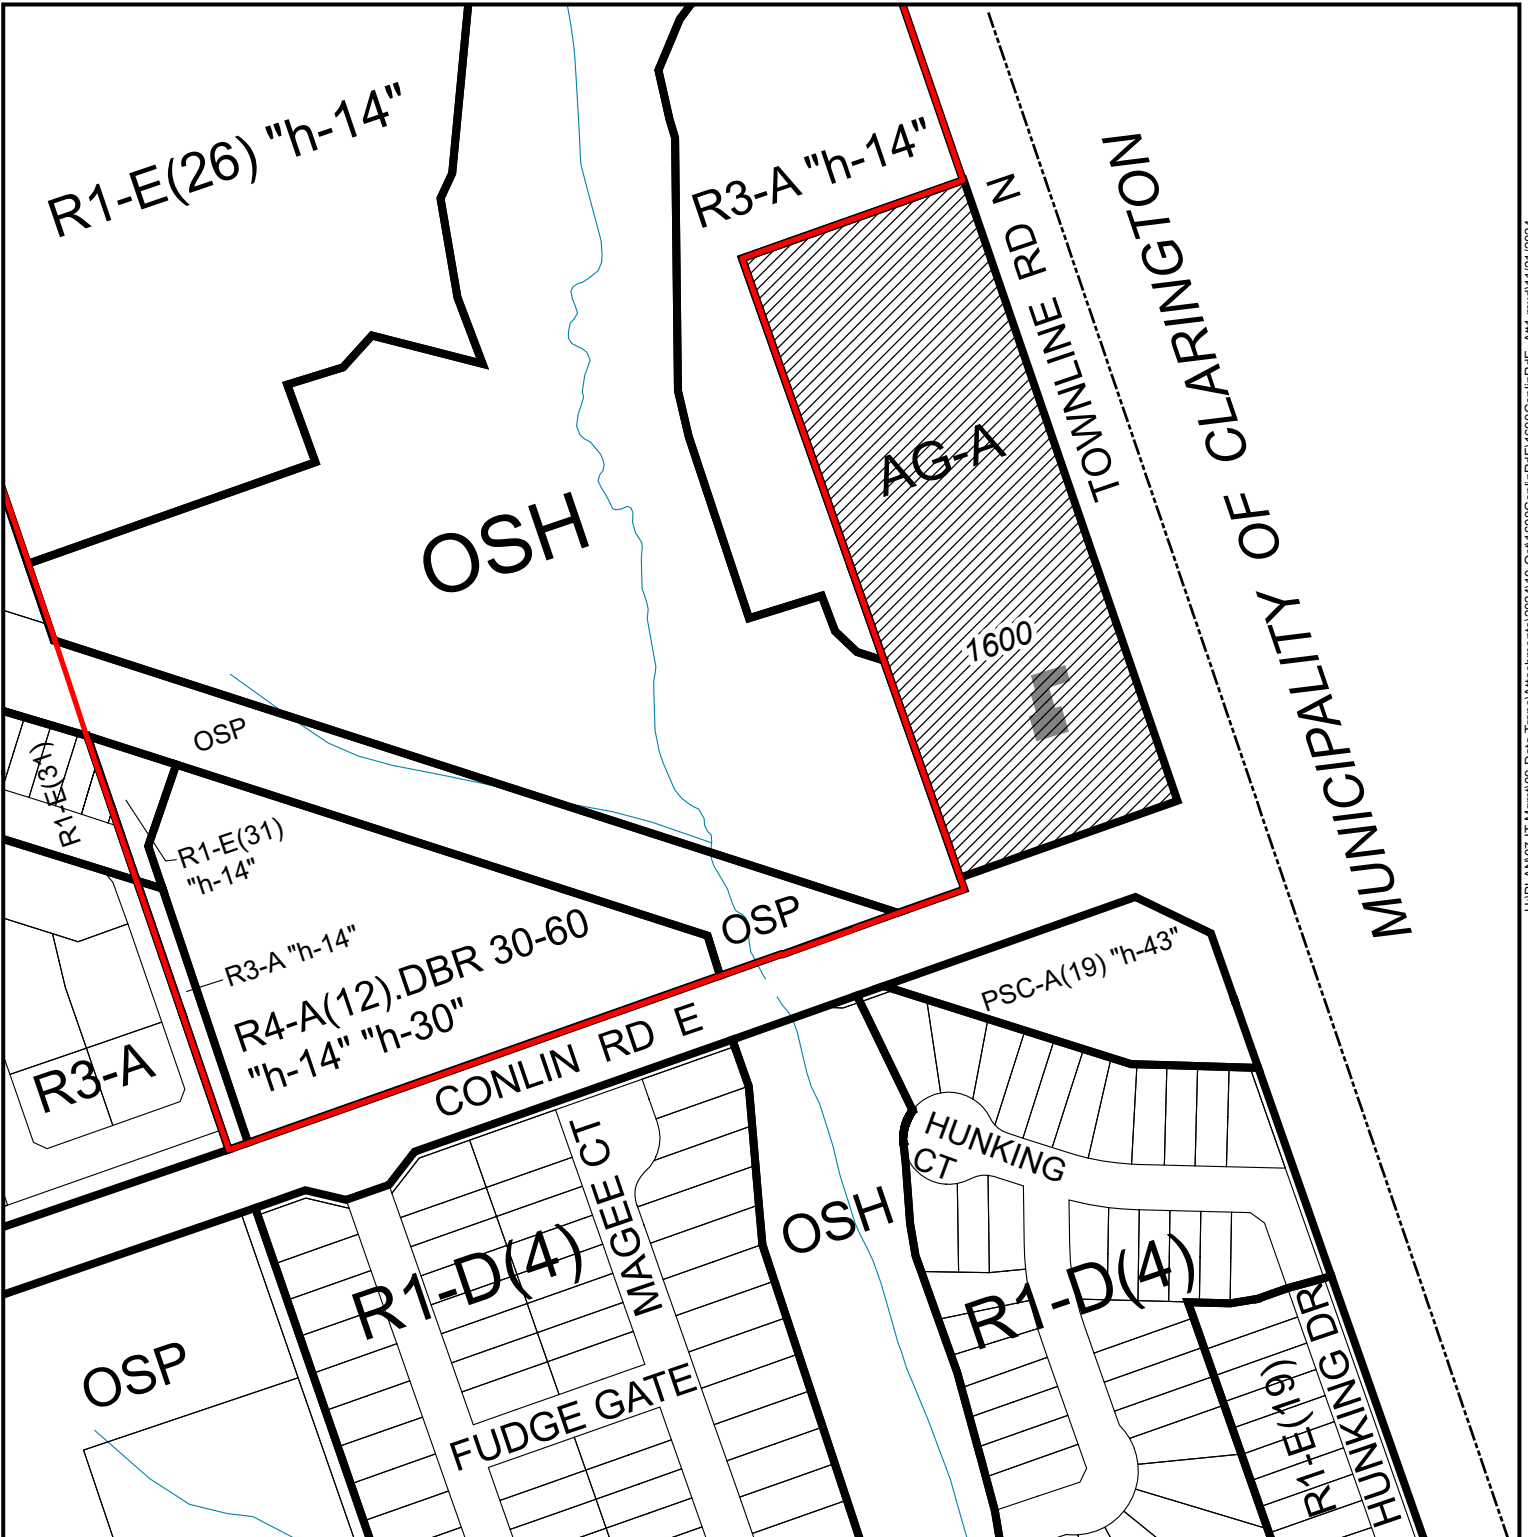 R1-E(26) "h-14"
R3-A "h-14"
TOWNLINE RD N
MUNICIPALITY OF CLARINGTON
AG-A
OSH
1600
OSP
R1-E(31)
R1-E(31)
"h-14"
OSP
R3-A "h-14"
R4-A(12).DBR 30-60
"h-14" "h-30"
PSC-A(19) "h-43"
R3-A
CONLIN RD E
MAGEE CT
HUNKING
CT
OSH
R1-D(4)
R1-D(4)
OSP
FUDGE GATE
R1-E(19)
HUNKING DR